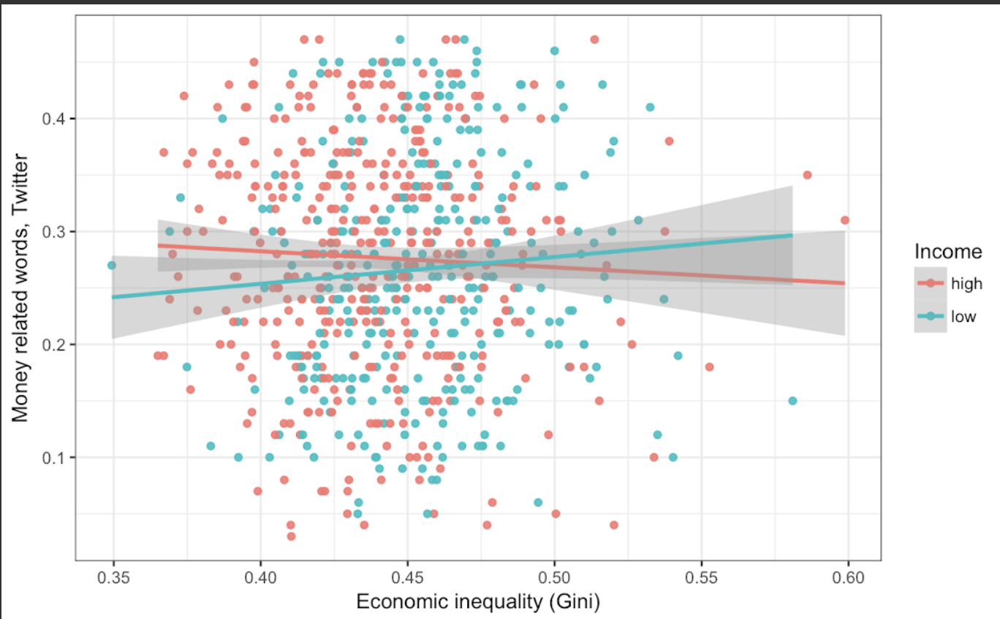 Money related words, Twitter
0.4
0.3
0.2
0.1
0.35 0.40 0.45 0.50 0.55 0.60
Economic inequality (Gini)
Income
high
low